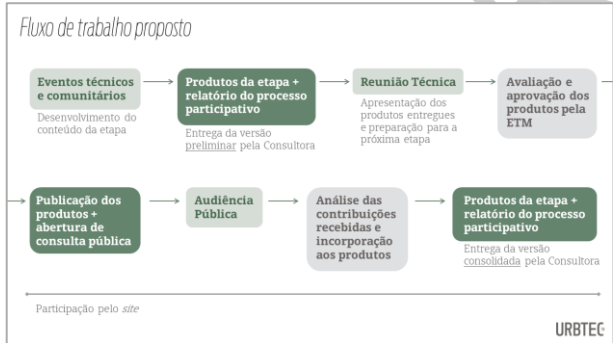 Fluxo de trabalho proposto
Eventos técnicos
e comunitários
Desenvolvimento do
conteúdo da etapa
Produtos da etapa +
relatório do processo
participativo
Entrega da versão
preliminar pela Consultora
Reunião Técnica
Apresentação dos
produtos entregues
e preparação para a
próxima etapa
Avaliação e
aprovação dos
produtos pela
ETM
Publicação dos
produtos +
abertura de
consulta pública
Audiência
Pública
Análise das
contribuições
recebidas e
incorporação
aos produtos
Produtos da etapa +
relatório do processo
participativo
Entrega da versão
consolidada pela Consultora
Participação pelo site
URBTEC